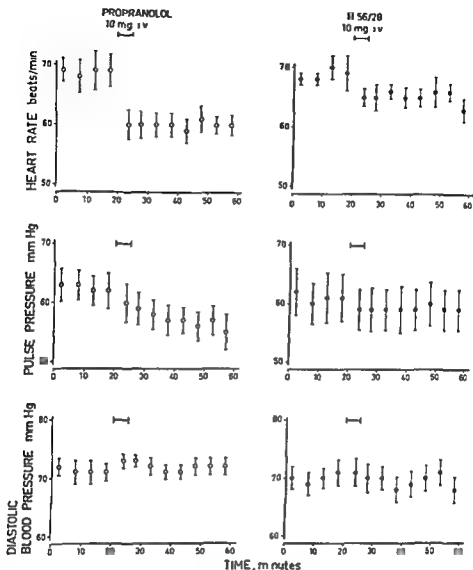 PROPRANOLOL
10 mg iv
H 56/28
10 mg iv
HEART RATE beats/min
70
60
50
0 10 20 30 40 50 60
70
60
50
0 10 20 30 40 50 60
PULSE PRESSURE mm Hg
60
0 10 20 30 40 50 60
60
50
0 10 20 30 40 50 60
DIASTOLIC
BLOOD PRESSURE mm Hg
80
70
60
0 10 30 40 50 60
80
70
60
0 10 20 30 50
TIME, minutes